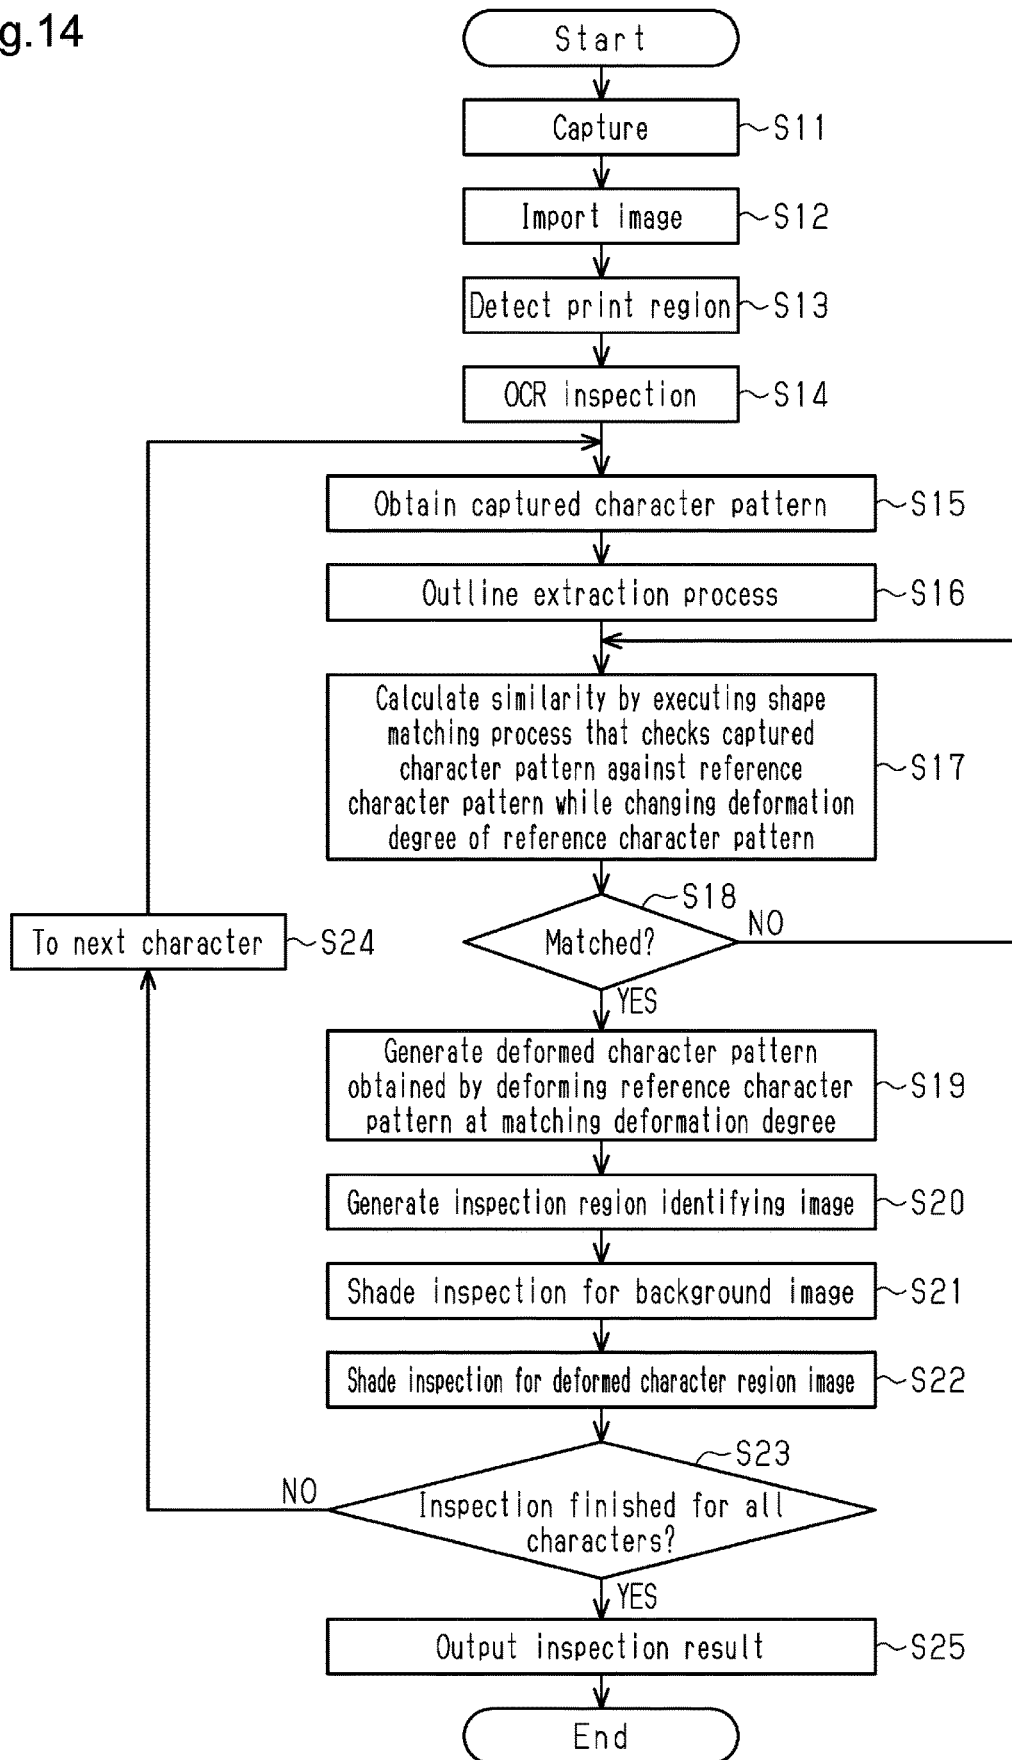 g.14
Start
Capture
S11
Import image
S12
Detect print region
S13
OCR inspection
S14
Obtain captured character pattern
S15
Outline extraction process
S16
Calculate similarity by executing shape
matching process that checks captured
character pattern against reference
character pattern while changing deformation
degree of reference character pattern
S17
S18
Matched?
NO
To next character
S24
YES
Generate deformed character pattern
obtained by deforming reference character
pattern at matching deformation degree
S19
Generate inspection region identifying image
S20
Shade inspection for background image
S21
Shade inspection for deformed character region image
S22
S23
NO
Inspection finished for all
characters?
YES
Output inspection result
S25
End